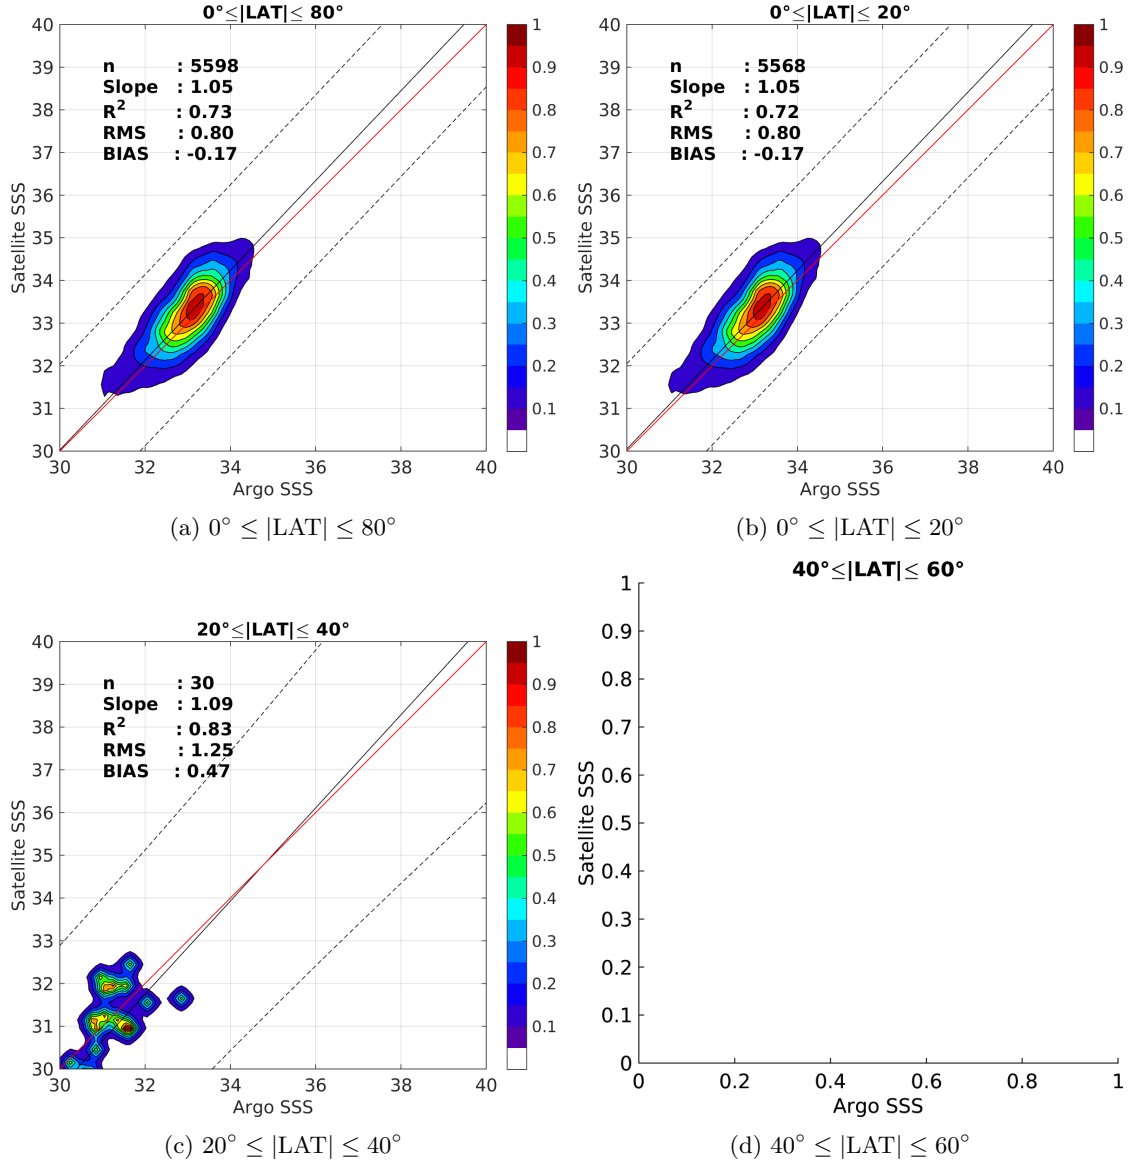 0°≤|LAT|≤ 80°
n : 5598
Slope : 1.05
R² : 0.73
RMS : 0.80
BIAS : -0.17
40
39
38
37
36
35
34
33
32
31
30
30 32 34 36 38 40
Satellite SSS
Argo SSS
1
0.9
0.8
0.7
0.6
0.5
0.4
0.3
0.2
0.1
(a) 0° ≤ |LAT| ≤ 80°
0°≤|LAT|≤ 20°
n : 5568
Slope : 1.05
R² : 0.72
RMS : 0.80
BIAS : -0.17
40
39
38
37
36
35
34
33
32
31
30
30 32 34 36 38 40
Satellite SSS
Argo SSS
1
0.9
0.8
0.7
0.6
0.5
0.4
0.3
0.2
0.1
(b) 0° ≤ |LAT| ≤ 20°
20°≤|LAT|≤ 40°
n : 30
Slope : 1.09
R² : 0.83
RMS : 1.25
BIAS : 0.47
40
39
38
37
36
35
34
33
32
31
30
30 32 34 36 38 40
Satellite SSS
Argo SSS
1
0.9
0.8
0.7
0.6
0.5
0.4
0.3
0.2
0.1
(c) 20° ≤ |LAT| ≤ 40°
40°≤|LAT|≤ 60°
1
0.9
0.8
0.7
0.6
0.5
0.4
0.3
0.2
0.1
0
0 0.2 0.4 0.6 0.8 1
Satellite SSS
Argo SSS
(d) 40° ≤ |LAT| ≤ 60°